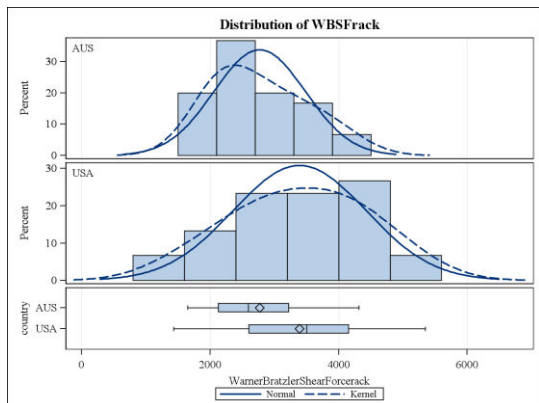 Distribution of WBSFrack
AUS
30
20
10
0
Percent
USA
30
20
10
0
Percent
country
AUS
USA
0
2000
4000
6000
WarnerBratzlerShearForcerack
Normal
Kernel